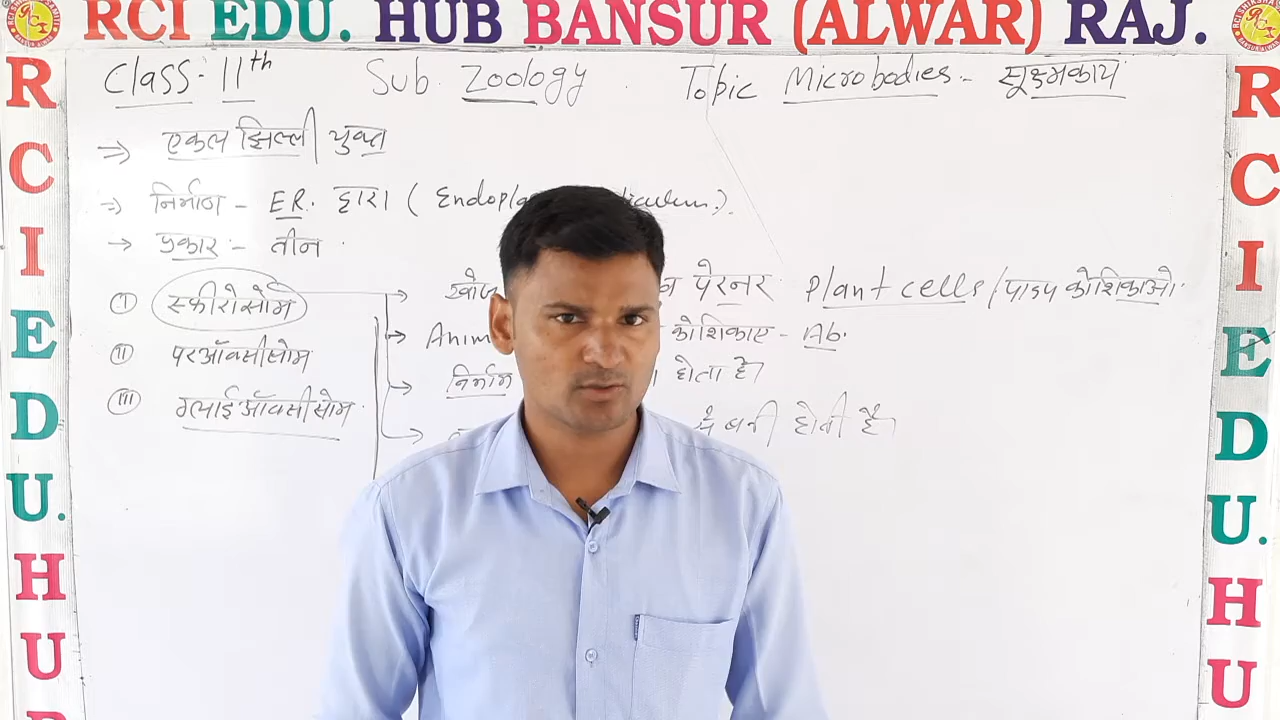 RCI EDU. HUB BANSUR (ALWAR) RAJ.
R
C
I
E
D
U.
H
U
R
C
I
E
D
U.
H
U
Class:- 11th Sub. Zoology. Topic Microbodies:- सूक्ष्मकाय
⇒ एकल झिल्ली युक्त
⇒ निर्माण - ER. द्वारा ( Endopla
→ प्रकार:- तीन
(I) स्फीरोसोम → खोज पेरनर Plant cells/पादप कोशिकाओ
→ Anim कोशिकाए - Ab.
(II) परऑक्सीसोम
→ निर्माण होता है।
(III) ग्लाईऑक्सीसोम
से बनी होती है